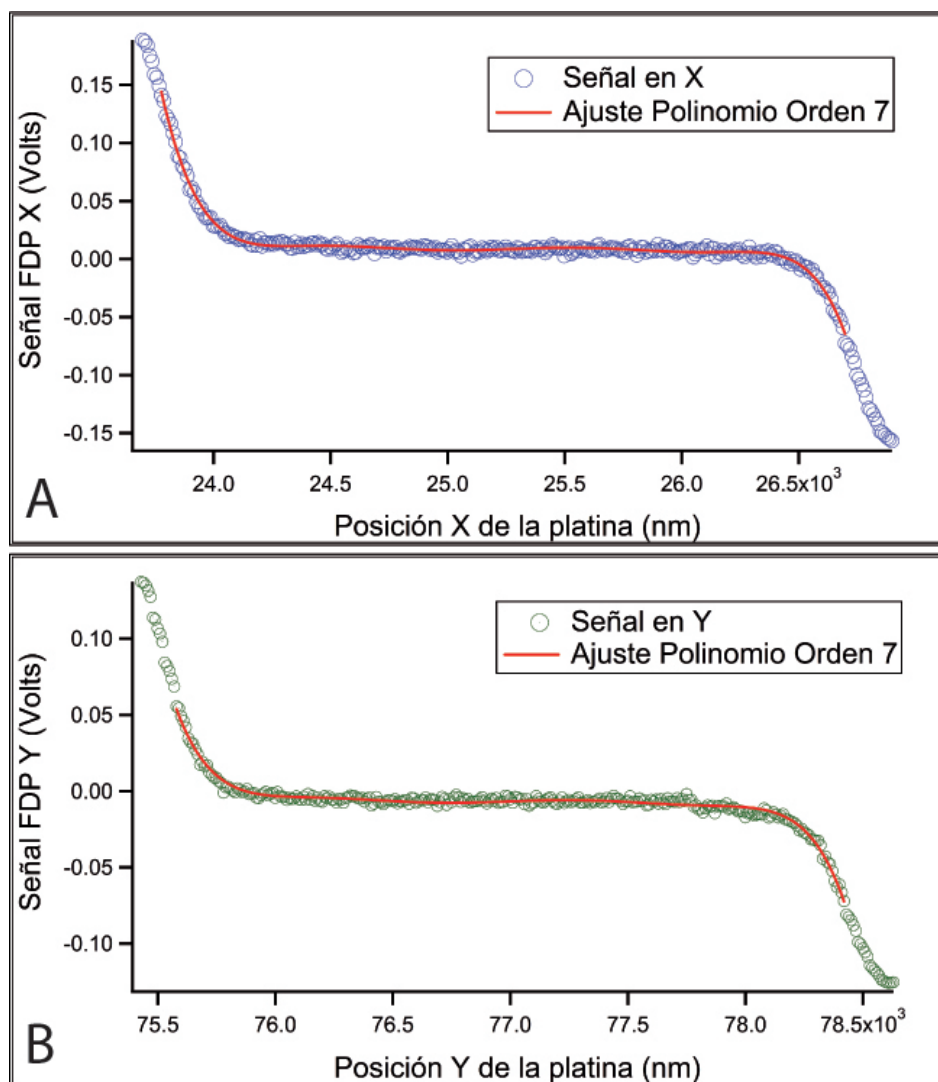 Señal FDP X (Volts)
0.15
0.10
0.05
0.00
-0.05
-0.10
-0.15
Señal en X
Ajuste Polinomio Orden 7
24.0 24.5 25.0 25.5 26.0 26.5x10³
Posición X de la platina (nm)
A
Señal FDP Y (Volts)
0.10
0.05
0.00
-0.05
-0.10
Señal en Y
Ajuste Polinomio Orden 7
75.5 76.0 76.5 77.0 77.5 78.0 78.5x10³
Posición Y de la platina (nm)
B